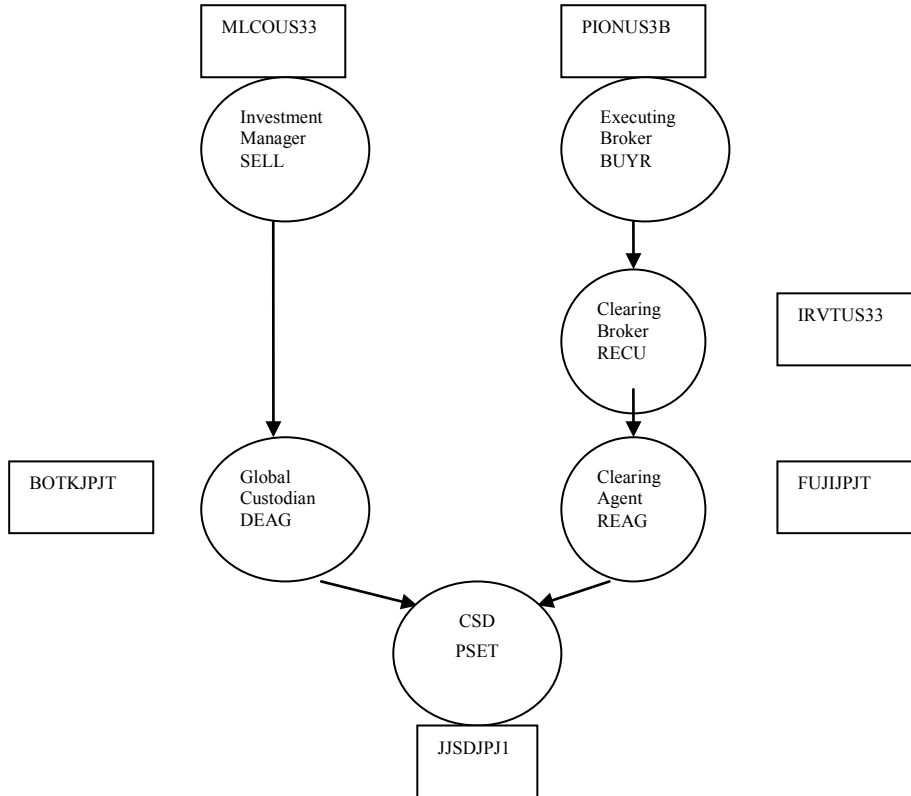 MLCOUS33
PIONUS3B
Investment
Manager
SELL
Executing
Broker
BUYR
Clearing
Broker
RECU
IRVTUS33
BOTKJPJT
Global
Custodian
DEAG
Clearing
Agent
REAG
FUJIJPJT
CSD
PSET
JJSDJPJ1